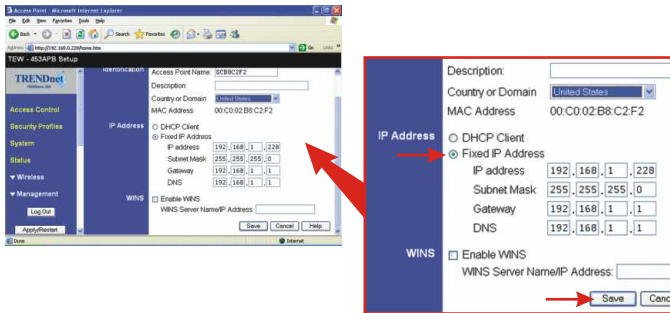 Access Point - Microsoft Internet Explorer
File Edit View Favorites Tools Help
Back Search Favorites
Address http://192.168.0.228/home.htm Go Links
TEW - 453APB Setup
TRENDnet
Access Control
Security Profiles
System
Status
Wireless
Management
Log Out
Apply/Restart
Identification
Access Point Name: SCB8C2F2
Description:
Country or Domain United States
MAC Address 00:C0:02:B8:C2:F2
IP Address
DHCP Client
Fixed IP Address
IP address 192 . 168 . 1 . 228
Subnet Mask 255 . 255 . 255 . 0
Gateway 192 . 168 . 1 . 1
DNS 192 . 168 . 1 . 1
WINS
Enable WINS
WINS Server Name/IP Address:
Save Cancel Help
Done Internet
Description:
Country or Domain United States
MAC Address 00:C0:02:B8:C2:F2
IP Address
DHCP Client
Fixed IP Address
IP address 192 . 168 . 1 . 228
Subnet Mask 255 . 255 . 255 . 0
Gateway 192 . 168 . 1 . 1
DNS 192 . 168 . 1 . 1
WINS
Enable WINS
WINS Server Name/IP Address:
Save Canc